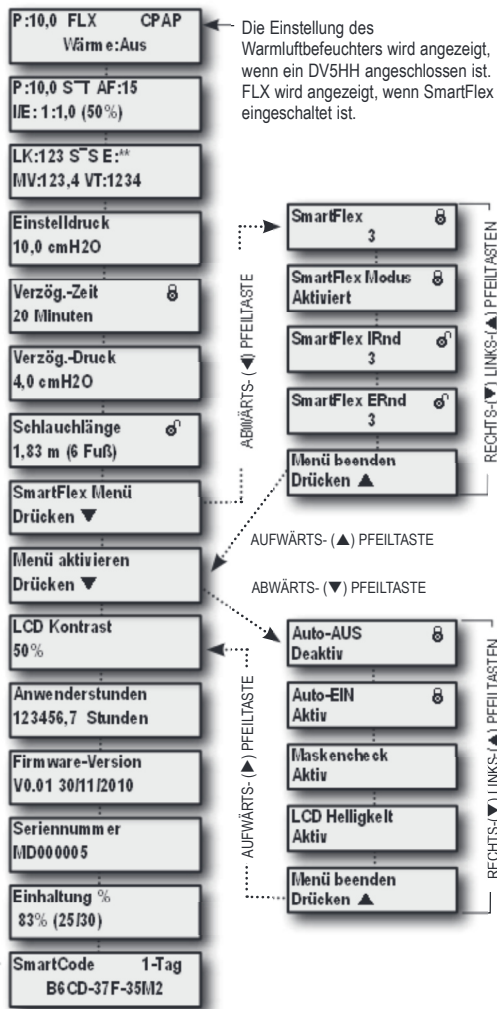 P:10,0 FLX CPAP
Wärme:Aus
Die Einstellung des
Warmluftbefeuchters wird angezeigt,
wenn ein DV5HH angeschlossen ist.
FLX wird angezeigt, wenn SmartFlex
eingeschaltet ist.
P:10,0 S¯T AF:15
I/E: 1:1,0 (50%)
LK:123 S¯S E:**
MV:123,4 VT:1234
Einstelldruck
10,0 cmH2O
Verzög.-Zeit
20 Minuten
Verzög.-Druck
4,0 cmH2O
Schlauchlänge
1,83 m (6 Fuß)
SmartFlex Menü
Drücken ▼
Menü aktivieren
Drücken ▼
LCD Kontrast
50%
Anwenderstunden
123456,7 Stunden
Firmware-Version
V0.01 30/11/2010
Seriennummer
MD000005
Einhaltung %
83% (25/30)
SmartCode 1-Tag
B6CD-37F-35M2
ABWÄRTS- (◀) PFEILTASTE
SmartFlex
3
SmartFlex Modus
Aktiviert
SmartFlex IRnd
3
SmartFlex ERnd
3
Menü beenden
Drücken ▲
RECHTS-(▼) LINKS-(▲) PFEILTASTEN
AUFWÄRTS- (▲) PFEILTASTE
ABWÄRTS- (▼) PFEILTASTE
AUFWÄRTS- (▶) PFEILTASTE
Auto-AUS
Deaktiv
Auto-EIN
Aktiv
Maskencheck
Aktiv
LCD Helligkeit
Aktiv
Menü beenden
Drücken ▲
RECHTS-(▼) LINKS-(▲) PFEILTASTEN